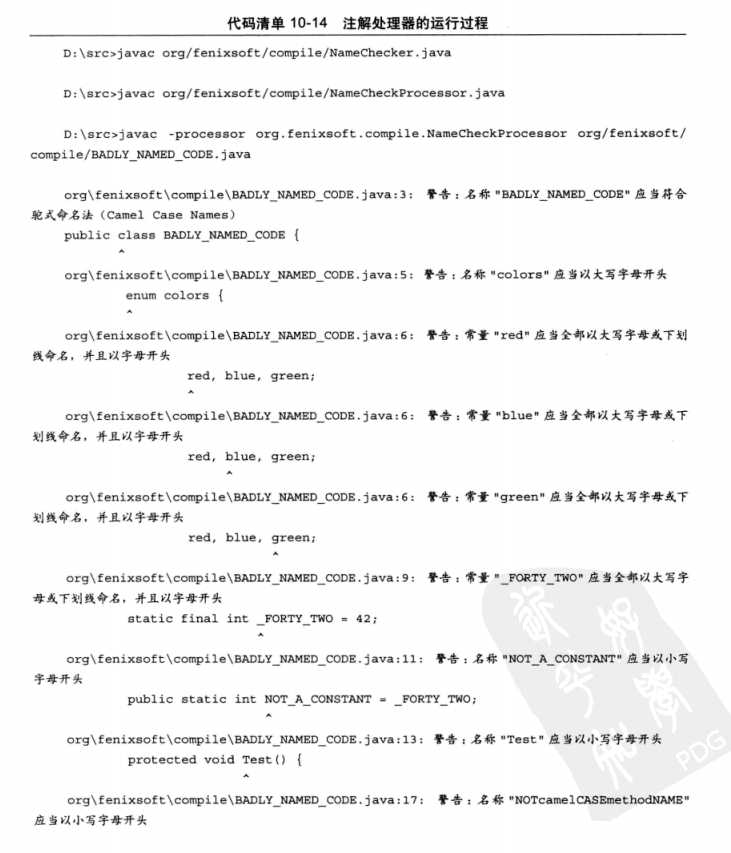 代码清单 10-14 注解处理器的运行过程
D:\src>javac org/fenixsoft/compile/NameChecker.java
D:\src>javac org/fenixsoft/compile/NameCheckProcessor.java
D:\src>javac -processor org.fenixsoft.compile.NameCheckProcessor org/fenixsoft/
compile/BADLY_NAMED_CODE.java
org\fenixsoft\compile\BADLY_NAMED_CODE.java:3: 警告：名称 "BADLY_NAMED_CODE" 应当符合
驼式命名法（Camel Case Names）
public class BADLY_NAMED_CODE {
^
org\fenixsoft\compile\BADLY_NAMED_CODE.java:5: 警告：名称 "colors" 应当以大写字母开头
enum colors {
^
org\fenixsoft\compile\BADLY_NAMED_CODE.java:6: 警告：常量 "red" 应当全部以大写字母或下划
线命名，并且以字母开头
red, blue, green;
^
org\fenixsoft\compile\BADLY_NAMED_CODE.java:6: 警告：常量 "blue" 应当全部以大写字母或下
划线命名，并且以字母开头
red, blue, green;
^
org\fenixsoft\compile\BADLY_NAMED_CODE.java:6: 警告：常量 "green" 应当全部以大写字母或下
划线命名，并且以字母开头
red, blue, green;
^
org\fenixsoft\compile\BADLY_NAMED_CODE.java:9: 警告：常量 "_FORTY_TWO" 应当全部以大写字
母或下划线命名，并且以字母开头
static final int _FORTY_TWO = 42;
^
org\fenixsoft\compile\BADLY_NAMED_CODE.java:11: 警告：名称 "NOT_A_CONSTANT" 应当以小写
字母开头
public static int NOT_A_CONSTANT = _FORTY_TWO;
^
org\fenixsoft\compile\BADLY_NAMED_CODE.java:13: 警告：名称 "Test" 应当以小写字母开头
protected void Test() {
^
org\fenixsoft\compile\BADLY_NAMED_CODE.java:17: 警告：名称 "NOTcamelCASEmethodNAME"
应当以小写字母开头
PDG